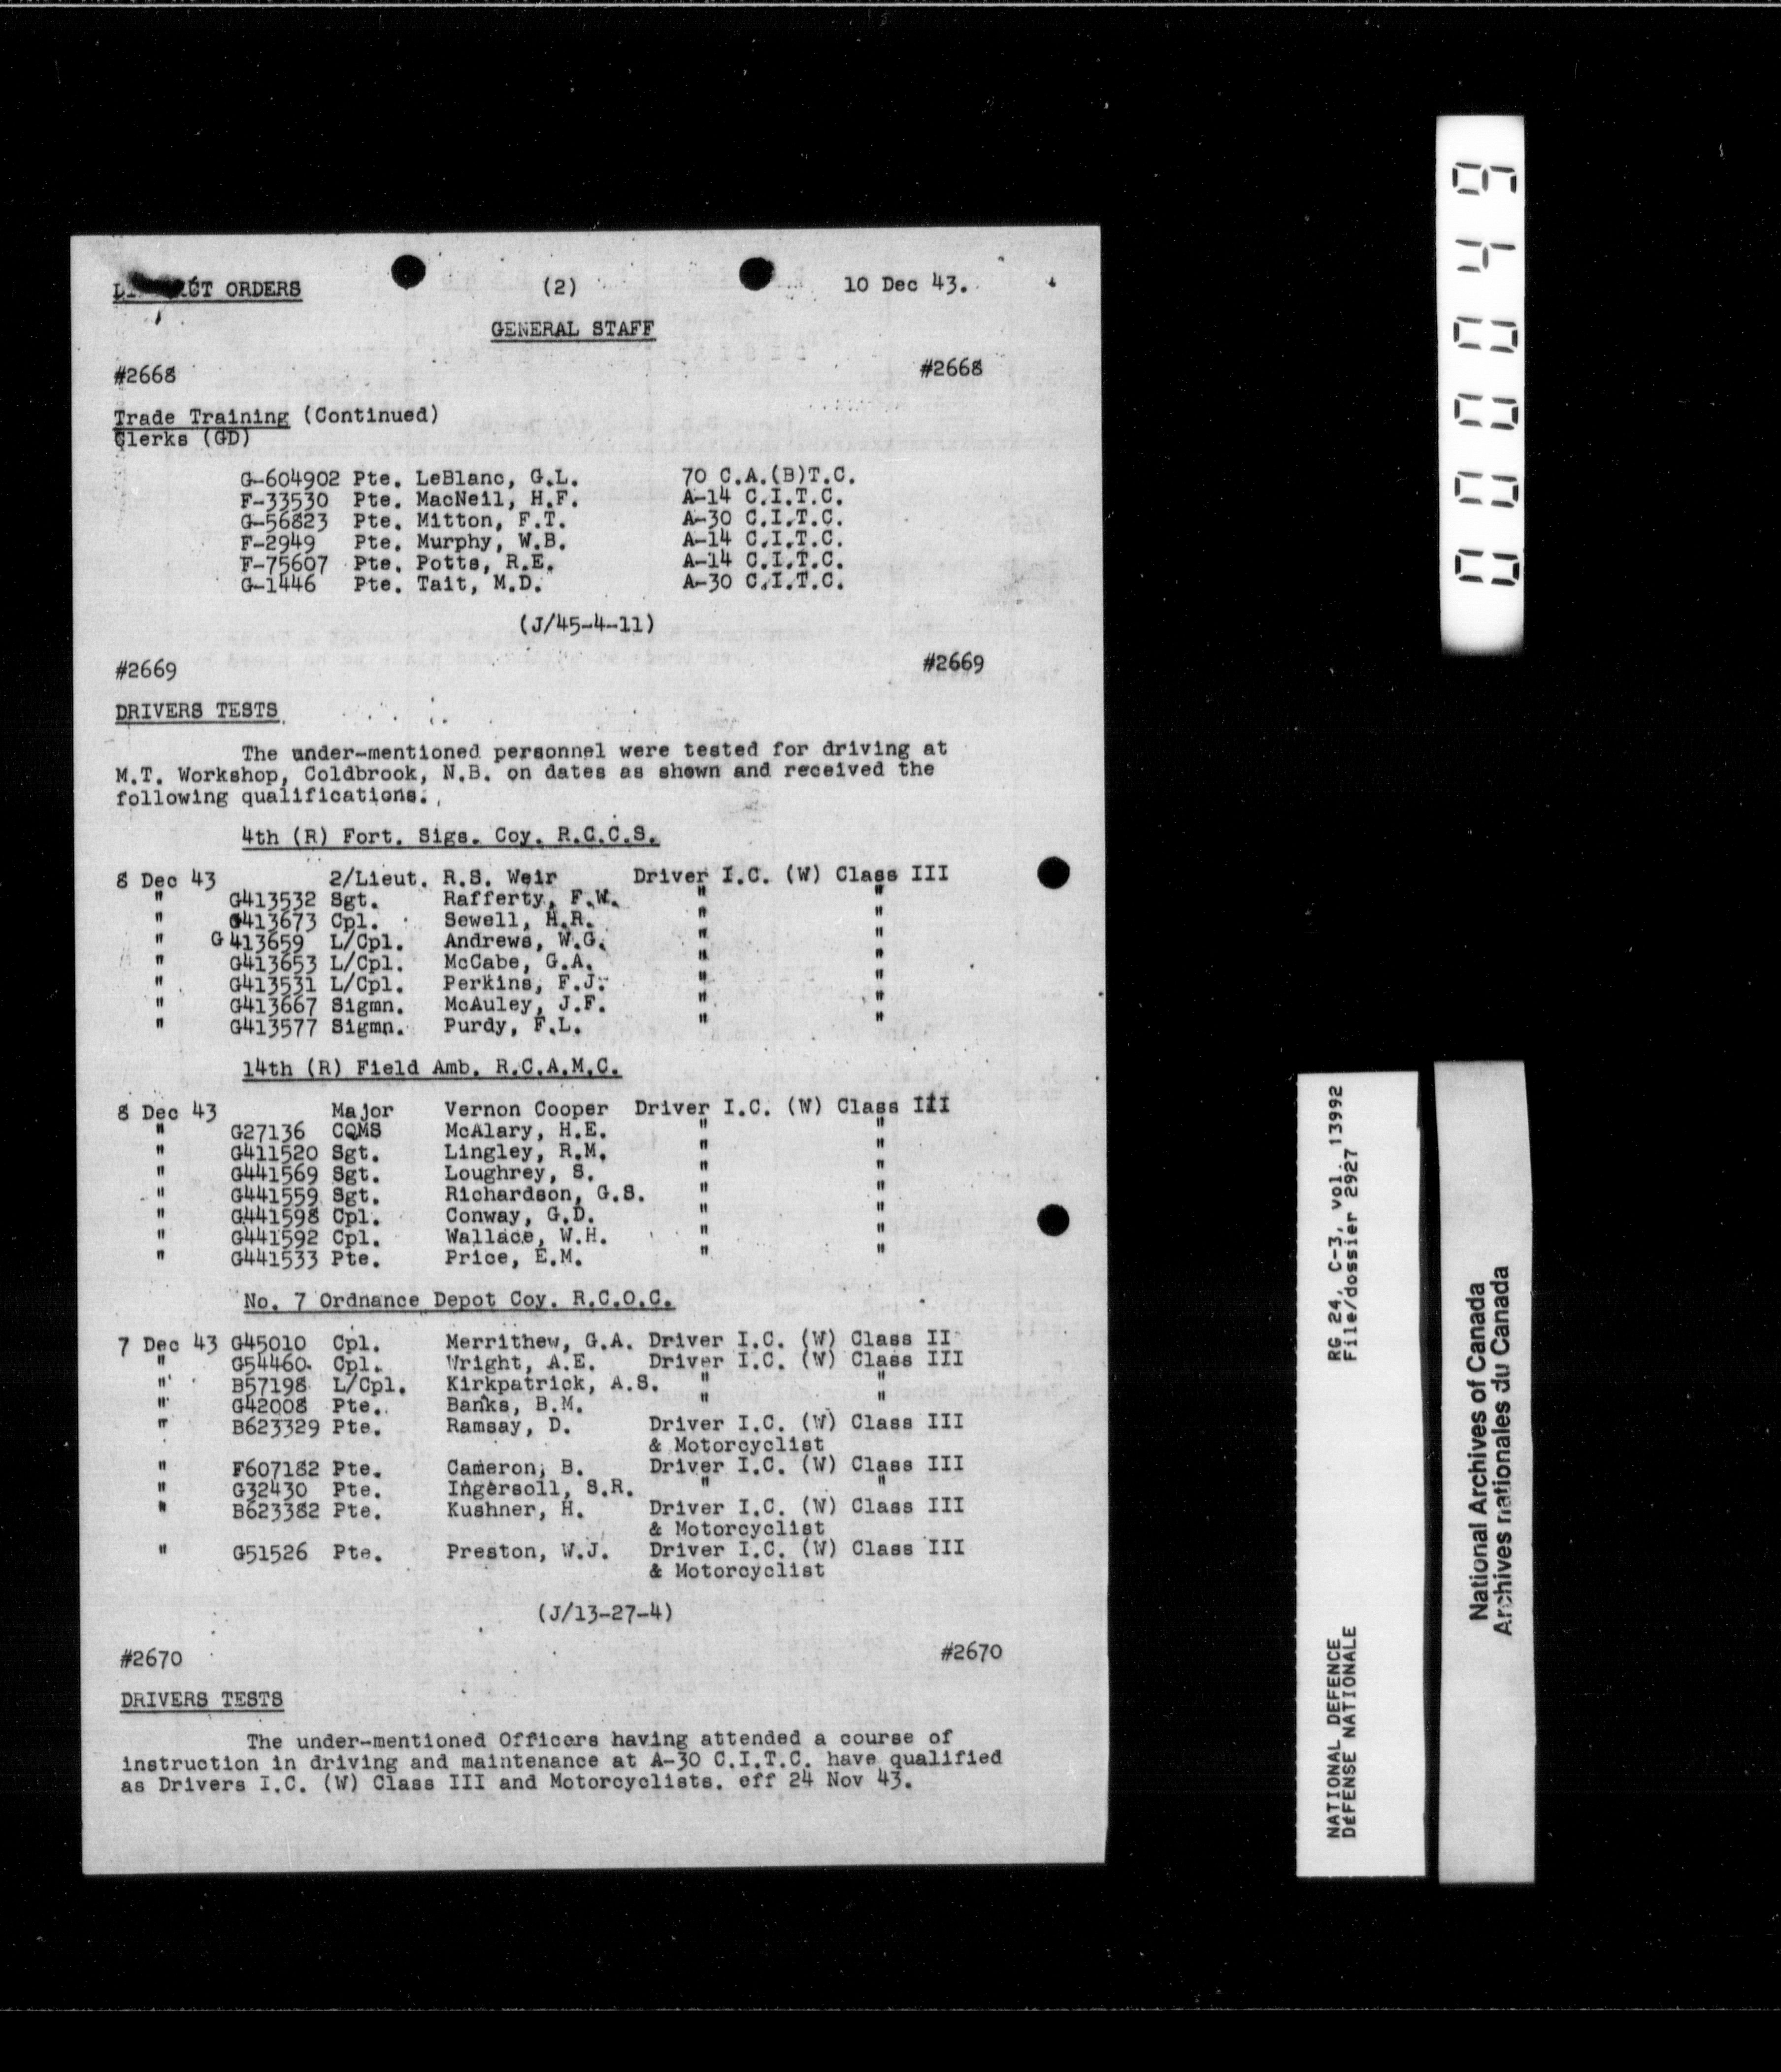 ORDERS (2) 10 Dec 43.
GENERAL STAFF
#2668 #2668
Trade Training (Continued)
Clerks (GD)
G-604902 Pte. LeBlanc, G.L. 70 C.A.(B)T.C.
F-33530 Pte. MacNeil, H.F. A-14 C.I.T.C.
G-56823 Pte. Mitton, F.T. A-30 C.I.T.C.
F-2949 Pte. Murphy, W.B. A-14 C.I.T.C.
F-75607 Pte. Potts, R.E. A-14 C.I.T.C.
G-1446 Pte. Tait, M.D. A-30 C.I.T.C.
(J/45-4-11)
#2669 #2669
DRIVERS TESTS
The under-mentioned personnel were tested for driving at
M.T. Workshop, Coldbrook, N.B. on dates as shown and received the
following qualifications.
4th (R) Fort. Sigs. Coy. R.C.C.S.
8 Dec 43 2/Lieut. R.S. Weir Driver I.C. (W) Class III
" G413532 Sgt. Rafferty, F.W. " "
" G413673 Cpl. Sewell, H.R. " "
" G413659 L/Cpl. Andrews, W.G. " "
" G413653 L/Cpl. McCabe, G.A. " "
" G413531 L/Cpl. Perkins, F.J. " "
" G413667 Sigmn. McAuley, J.F. " "
" G413577 Sigmn. Purdy, F.L. " "
14th (R) Field Amb. R.C.A.M.C.
8 Dec 43 Major Vernon Cooper Driver I.C. (W) Class III
" G27136 CQMS McAlary, H.E. " "
" G411520 Sgt. Lingley, R.M. " "
" G441569 Sgt. Loughrey, S. " "
" G441559 Sgt. Richardson, G.S. " "
" G441598 Cpl. Conway, G.D. " "
" G441592 Cpl. Wallace, W.H. " "
" G441533 Pte. Price, E.M. " "
No. 7 Ordnance Depot Coy. R.C.O.C.
7 Dec 43 G45010 Cpl. Merrithew, G.A. Driver I.C. (W) Class II
" G54460 Cpl. Wright, A.E. Driver I.C. (W) Class III
" B57198 L/Cpl. Kirkpatrick, A.S. " "
" G42008 Pte. Banks, B.M. " "
" B623329 Pte. Ramsay, D. Driver I.C. (W) Class III
& Motorcyclist
" F607182 Pte. Cameron, B. Driver I.C. (W) Class III
" G32430 Pte. Ingersoll, S.R. " "
" B623382 Pte. Kushner, H. Driver I.C. (W) Class III
& Motorcyclist
" G51526 Pte. Preston, W.J. Driver I.C. (W) Class III
& Motorcyclist
(J/13-27-4)
#2670 #2670
DRIVERS TESTS
The under-mentioned Officers having attended a course of
instruction in driving and maintenance at A-30 C.I.T.C. have qualified
as Drivers I.C. (W) Class III and Motorcyclists. eff 24 Nov 43.
NATIONAL DEFENCE RG 24, C-3, vol. 13992
DéFENSE NATIONALE File/dossier 2927
National Archives of Canada
Archives nationales du Canada
000049